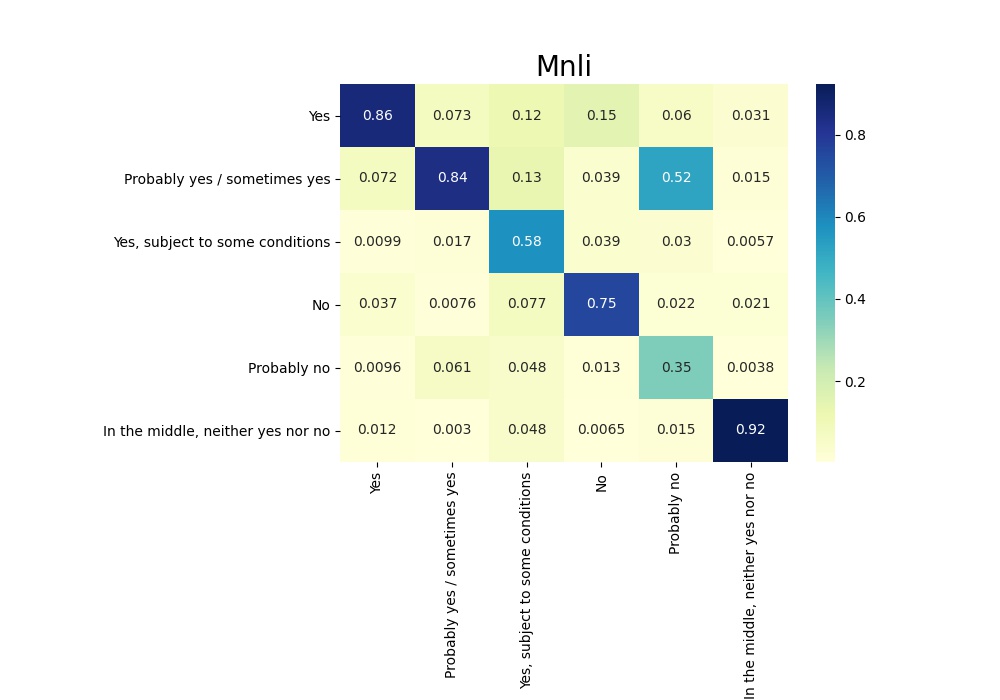 Mnli
Yes 0.86 0.073 0.12 0.15 0.06 0.031
Probably yes / sometimes yes 0.072 0.84 0.13 0.039 0.52 0.015
Yes, subject to some conditions 0.0099 0.017 0.58 0.039 0.03 0.0057
No 0.037 0.0076 0.077 0.75 0.022 0.021
Probably no 0.0096 0.061 0.048 0.013 0.35 0.0038
In the middle, neither yes nor no 0.012 0.003 0.048 0.0065 0.015 0.92
Yes
Probably yes / sometimes yes
Yes, subject to some conditions
No
Probably no
In the middle, neither yes nor no
0.8
0.6
0.4
0.2